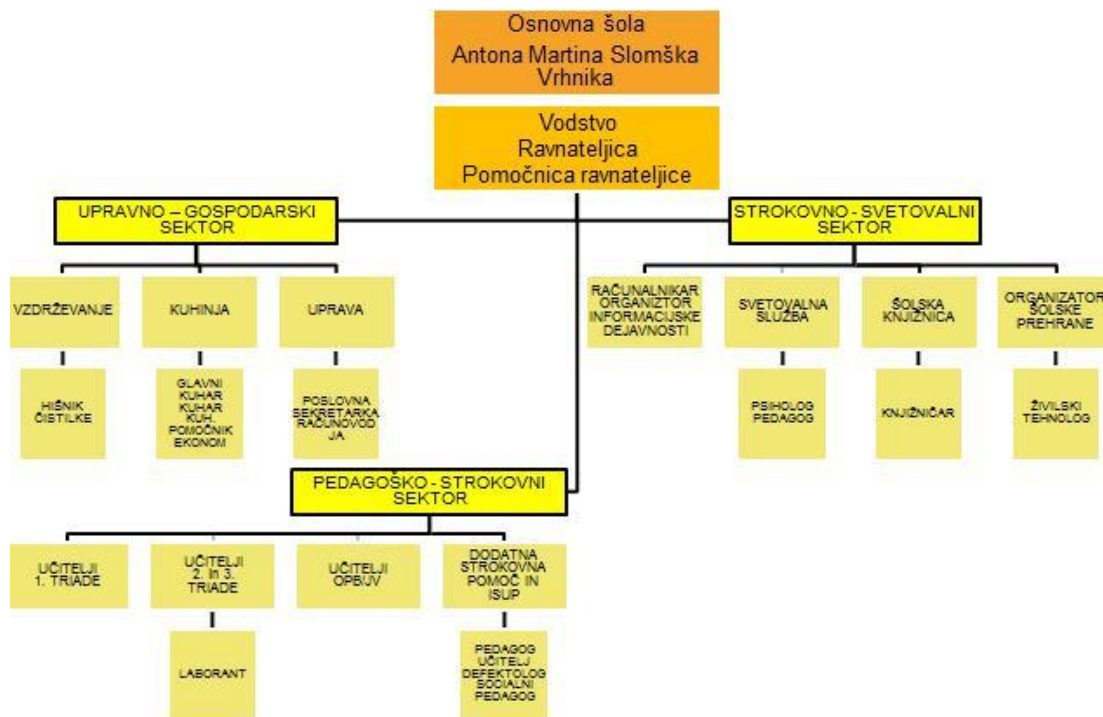 Osnovna šola
Antona Martina Slomška
Vrhnika
Vodstvo
Ravnateljica
Pomočnica ravnateljice
UPRAVNO – GOSPODARSKI
SEKTOR
STROKOVNO - SVETOVALNI
SEKTOR
VZDRŽEVANJE
KUHINJA
UPRAVA
RAČUNALNIKAR
ORGANIZTOR
INFORMACIJSKE
DEJAVNOSTI
SVETOVALNA
SLUŽBA
ŠOLSKA
KNJIŽNICA
ORGANIZATOR
ŠOLSKE
PREHRANE
HIŠNIK
ČISTILKE
GLAVNI
KUHAR
KUHAR
KUH.
POMOČNIK
EKONOM
POSLOVNA
SEKRETARKA
RAČUNOVOD
JA
PSIHOLOG
PEDAGOG
KNJIŽNIČAR
ŽIVILSKI
TEHNOLOG
PEDAGOŠKO - STROKOVNI
SEKTOR
UČITELJI
1. TRIADE
UČITELJI
2. in 3.
TRIADE
UČITELJI
OPB/JV
DODATNA
STROKOVNA
POMOČ IN
ISUP
LABORANT
PEDAGOG
UČITELJ
DEFEKTOLOG
SOCIALNI
PEDAGOG